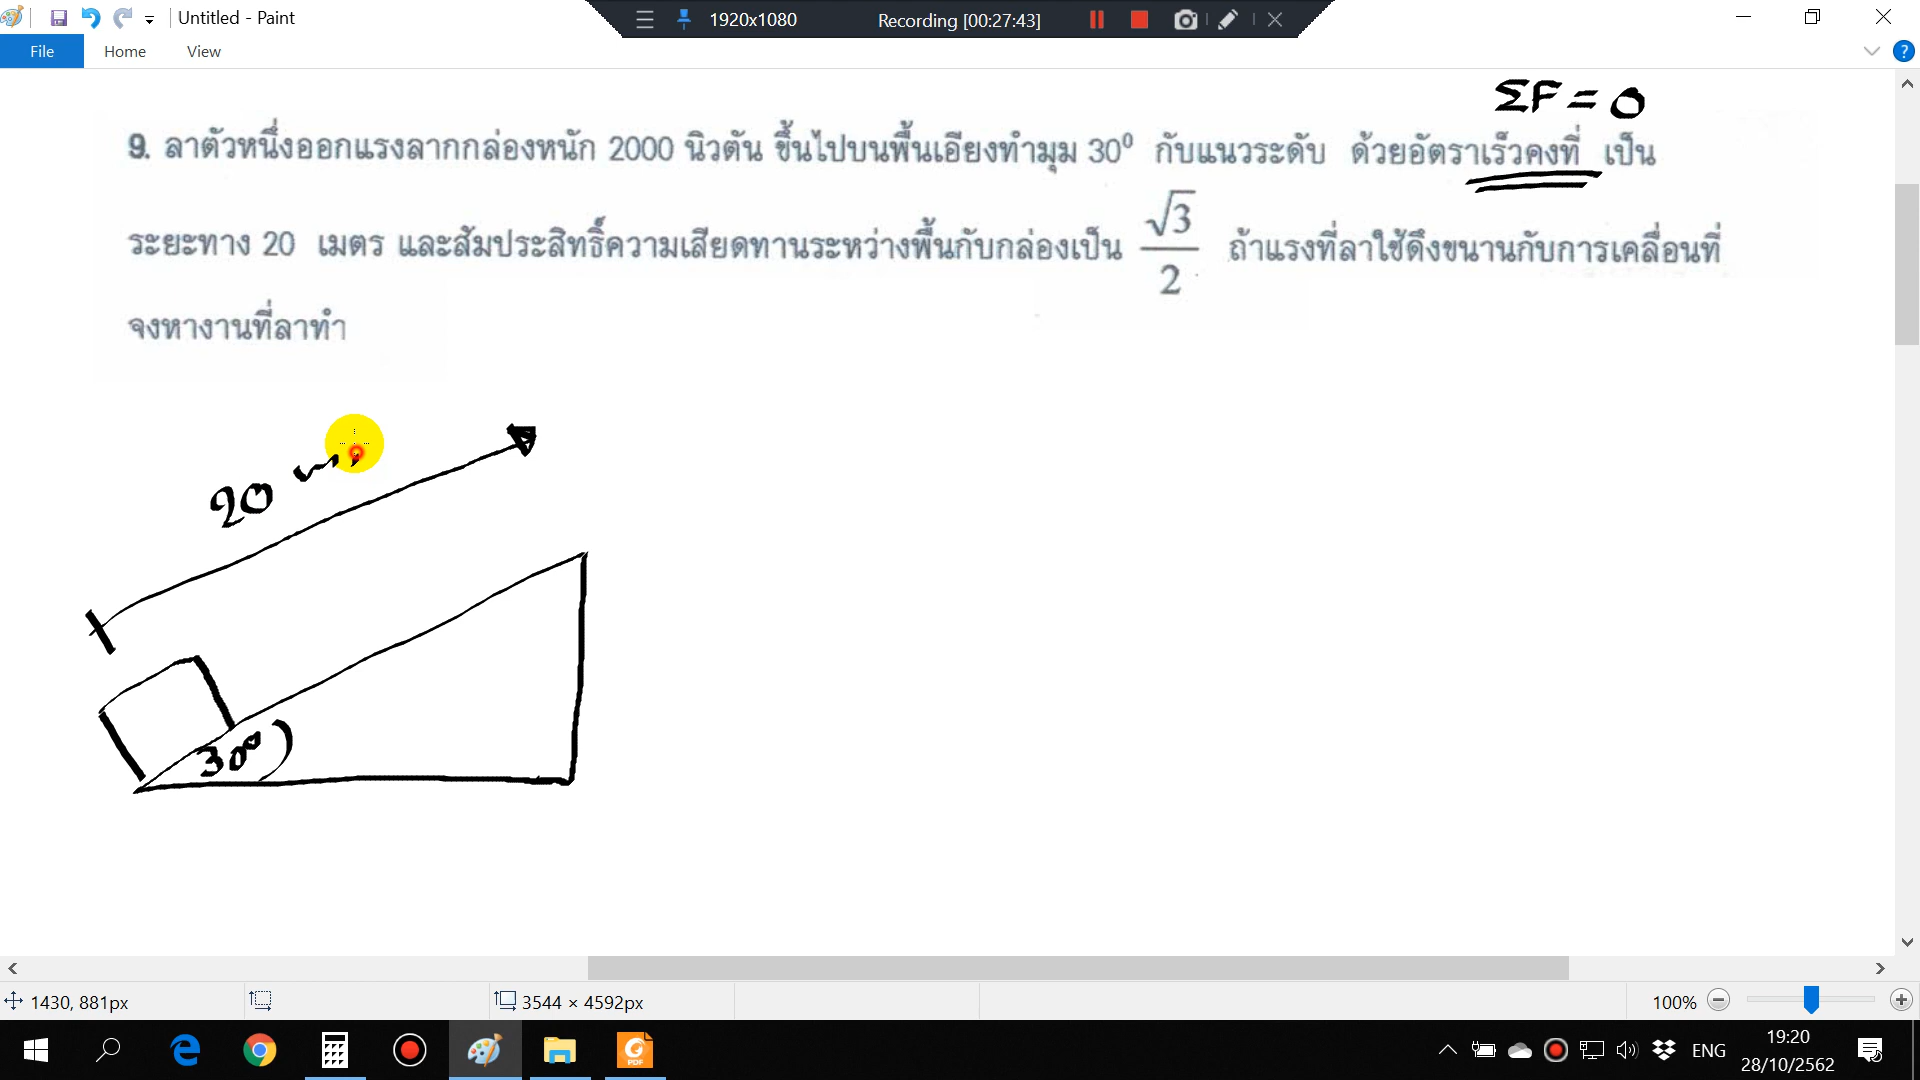 Untitled - Paint
1920x1080
Recording [00:27:43]
File
Home
View
ΣF = 0
9. ลาตัวหนึ่งออกแรงลากกล่องหนัก 2000 นิวตัน ขึ้นไปบนพื้นเอียงทำมุม 30⁰ กับแนวระดับ ด้วยอัตราเร็วคงที่ เป็น
ระยะทาง 20 เมตร และสัมประสิทธิ์ความเสียดทานระหว่างพื้นกับกล่องเป็น √3/2 ถ้าแรงที่ลาใช้ดึงขนานกับการเคลื่อนที่
จงหางานที่ลาทำ
20
30°
1430, 881px
3544 × 4592px
100%
19:20
ENG
28/10/2562